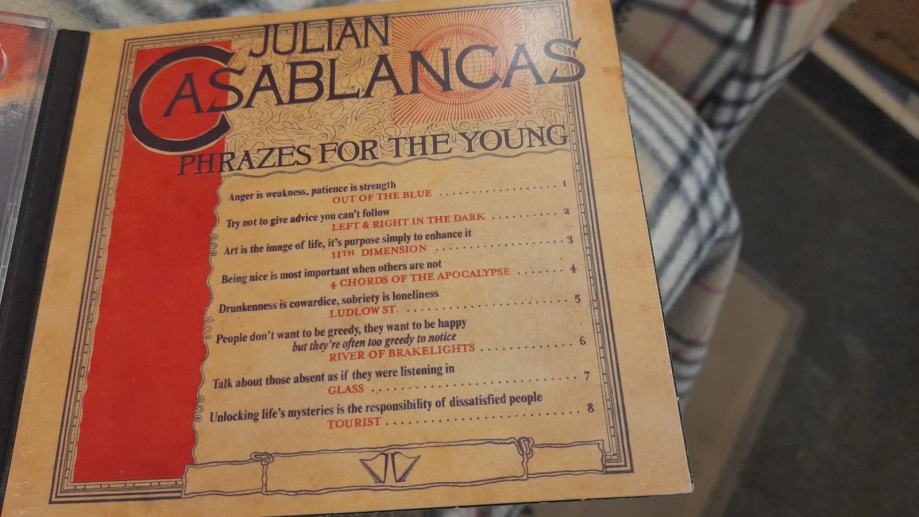 JULIAN
CASABLANCAS
PHRAZES FOR THE YOUNG
Anger is weakness, patience is strength
OUT OF THE BLUE . . . . . . . . . . . . . . . . . 1
Try not to give advice you can't follow
LEFT & RIGHT IN THE DARK . . . . . . . . . . 2
Art is the image of life, it's purpose simply to enhance it
11TH DIMENSION . . . . . . . . . . . . . . . . . . 3
Being nice is most important when others are not
4 CHORDS OF THE APOCALYPSE . . . . . . 4
Drunkenness is cowardice, sobriety is loneliness
LUDLOW ST. . . . . . . . . . . . . . . . . . . . . . . 5
People don't want to be greedy, they want to be happy
but they're often too greedy to notice
RIVER OF BRAKELIGHTS . . . . . . . . . . . . 6
Talk about those absent as if they were listening in
GLASS . . . . . . . . . . . . . . . . . . . . . . . . . . 7
Unlocking life's mysteries is the responsibility of dissatisfied people
TOURIST . . . . . . . . . . . . . . . . . . . . . . . . 8